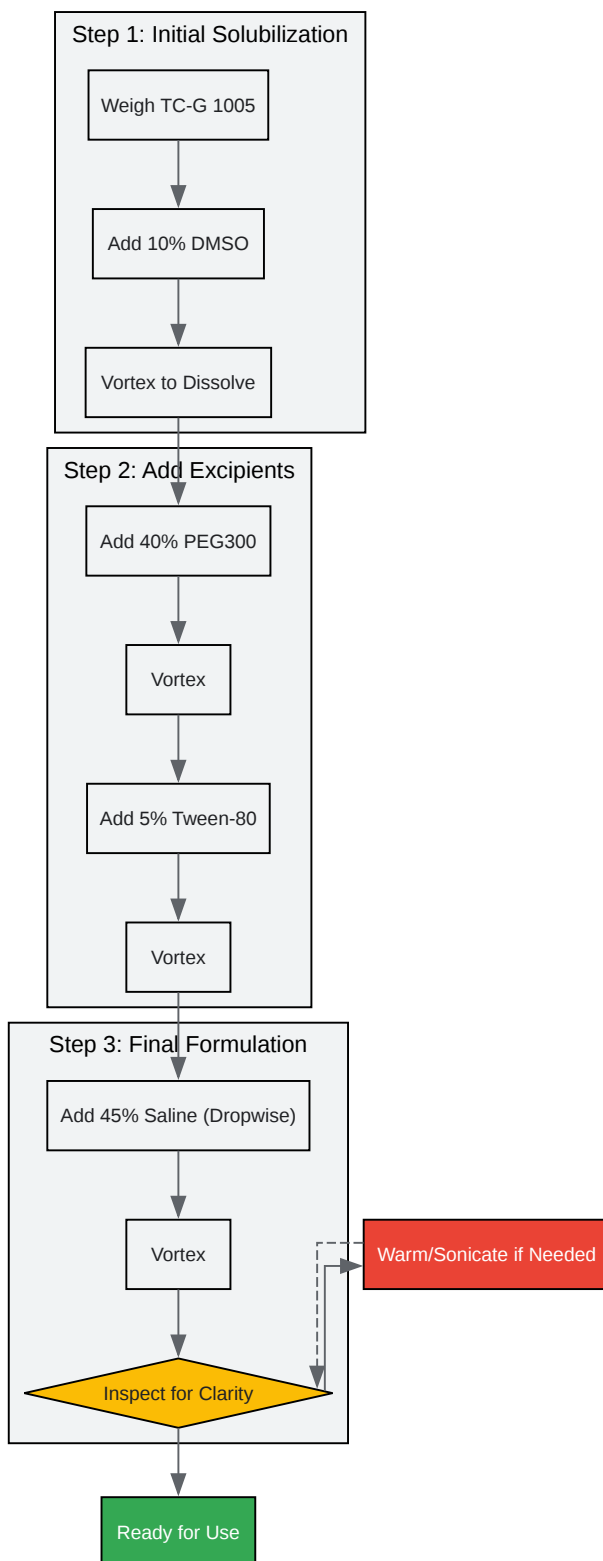 Step 1: Initial Solubilization
Weigh TC-G 1005
Add 10% DMSO
Vortex to Dissolve
Step 2: Add Excipients
Add 40% PEG300
Vortex
Add 5% Tween-80
Vortex
Step 3: Final Formulation
Add 45% Saline (Dropwise)
Vortex
Warm/Sonicate if Needed
Inspect for Clarity
Ready for Use